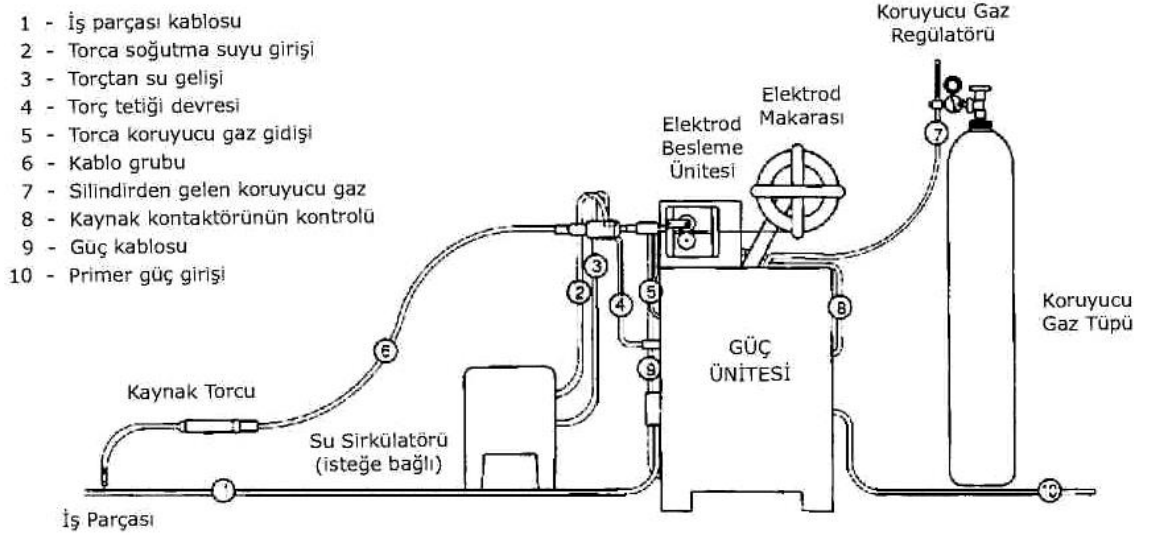 1 - İş parçası kablosu
2 - Torca soğutma suyu girişi
3 - Torçtan su gelişi
4 - Torç tetiği devresi
5 - Torca koruyucu gaz gidişi
6 - Kablo grubu
7 - Silindirden gelen koruyucu gaz
8 - Kaynak kontaktörünün kontrolü
9 - Güç kablosu
10 - Primer güç girişi
Koruyucu Gaz
Regülatörü
Elektrod
Makarası
Elektrod
Besleme
Ünitesi
7
3
2
4
5
8
6
9
GÜÇ
ÜNİTESİ
Koruyucu
Gaz Tüpü
Kaynak Torcu
Su Sirkülatörü
(isteğe bağlı)
1
10
İş Parçası